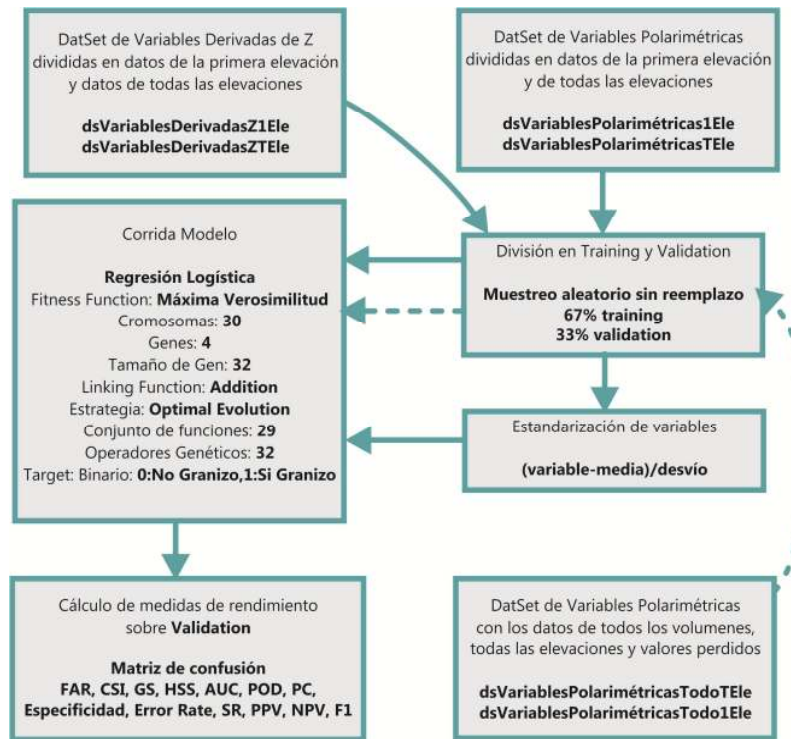 DatSet de Variables Derivadas de Z
divididas en datos de la primera elevación
y datos de todas las elevaciones
dsVariablesDerivadasZ1Ele
dsVariablesDerivadasZTEle
DatSet de Variables Polarimétricas
divididas en datos de la primera elevación
y de todas las elevaciones
dsVariablesPolarimétricas1Ele
dsVariablesPolarimétricasTEle
Corrida Modelo
Regresión Logística
Fitness Function: Máxima Verosimilitud
Cromosomas: 30
Genes: 4
Tamaño de Gen: 32
Linking Function: Addition
Estrategia: Optimal Evolution
Conjunto de funciones: 29
Operadores Genéticos: 32
Target: Binario: 0:No Granizo,1:Si Granizo
División en Training y Validation
Muestreo aleatorio sin reemplazo
67% training
33% validation
Estandarización de variables
(variable-media)/desvío
Cálculo de medidas de rendimiento
sobre Validation
Matriz de confusión
FAR, CSI, GS, HSS, AUC, POD, PC,
Especificidad, Error Rate, SR, PPV, NPV, F1
DatSet de Variables Polarimétricas
con los datos de todos los volumenes,
todas las elevaciones y valores perdidos
dsVariablesPolarimétricasTodoTEle
dsVariablesPolarimétricasTodo1Ele